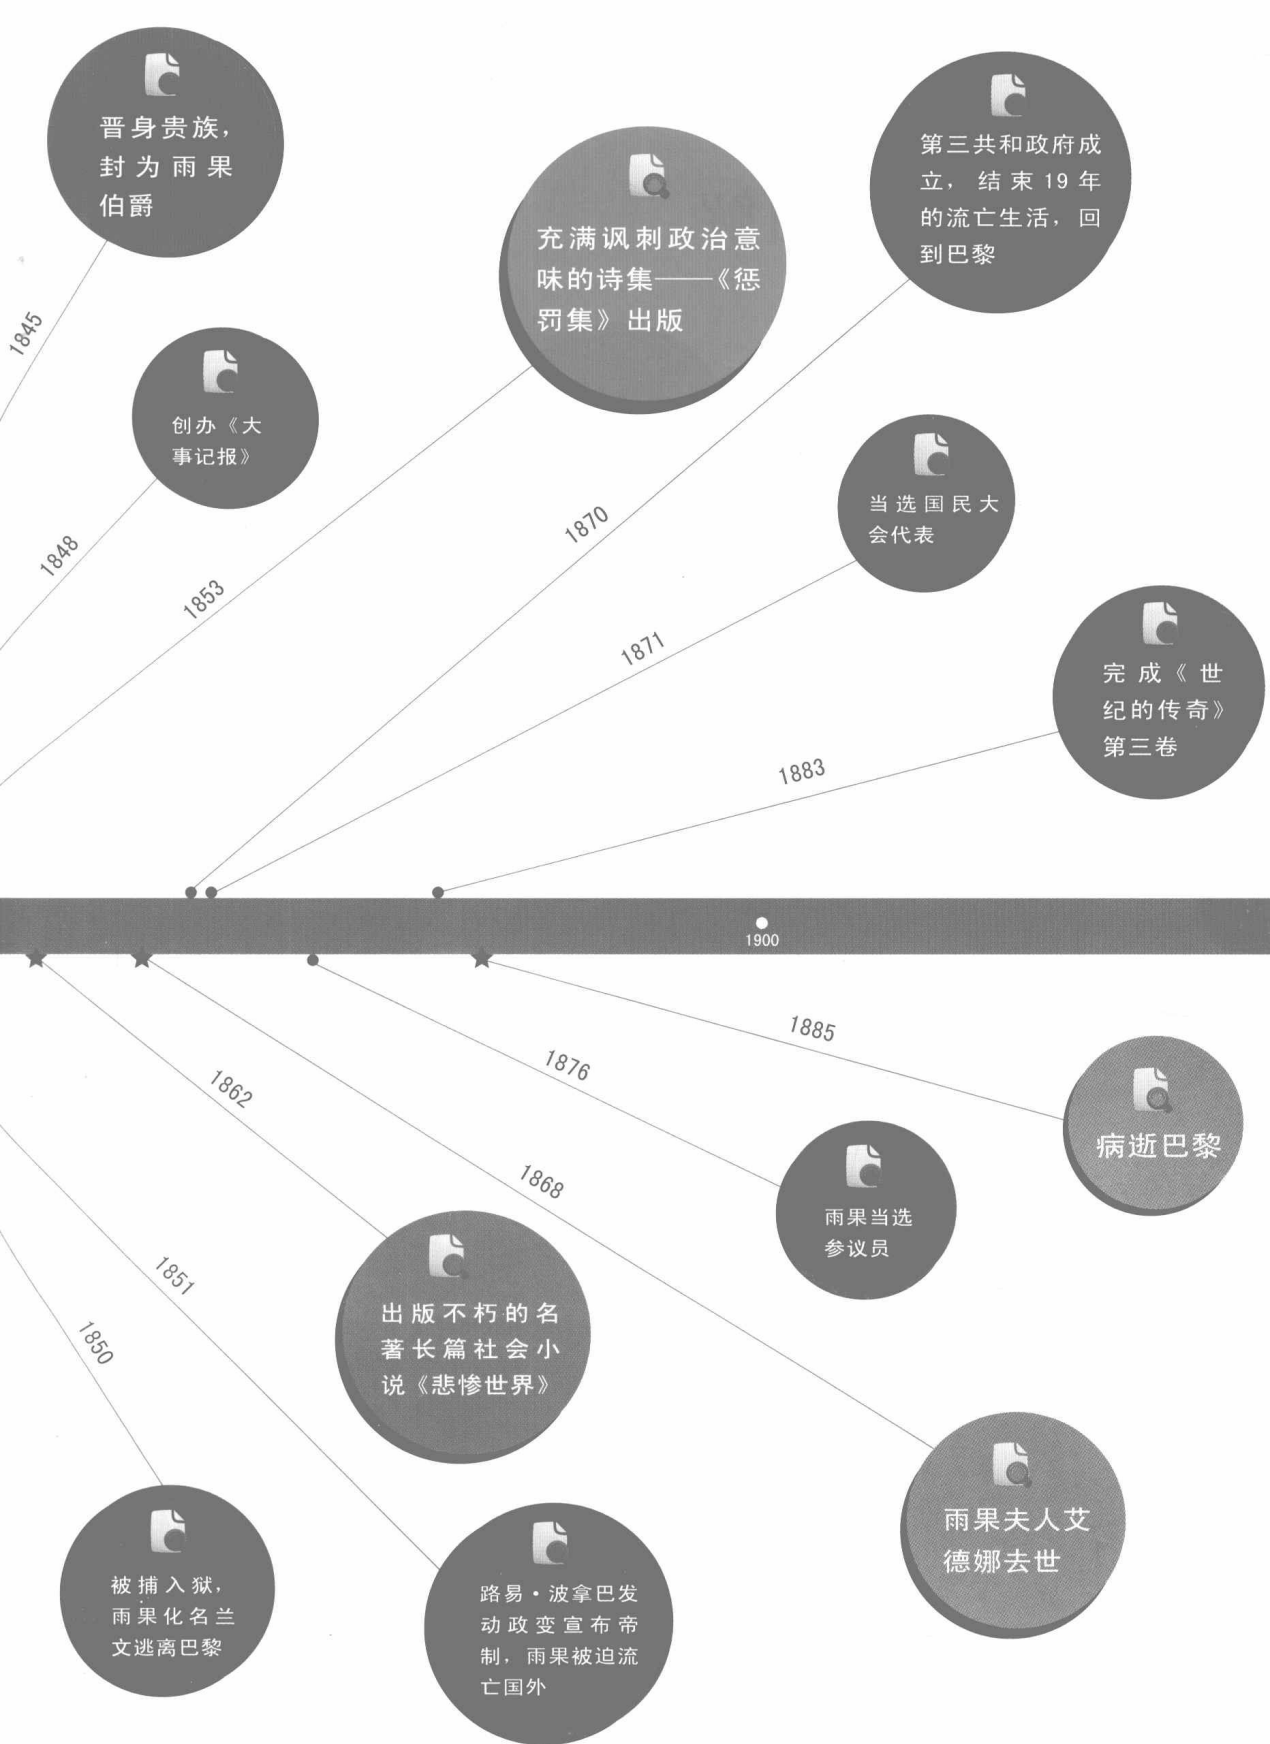 晋身贵族，
封为雨果
伯爵
1845
创办《大
事记报》
1848
充满讽刺政治意
味的诗集——《惩
罚集》出版
1853
第三共和政府成
立，结束19年
的流亡生活，回
到巴黎
1870
当选国民大
会代表
1871
完成《世
纪的传奇》
第三卷
1883
1900
1885
病逝巴黎
1876
雨果当选
参议员
1862
出版不朽的名
著长篇社会小
说《悲惨世界》
1868
雨果夫人艾
德娜去世
1851
路易·波拿巴发
动政变宣布帝
制，雨果被迫流
亡国外
1850
被捕入狱，
雨果化名兰
文逃离巴黎